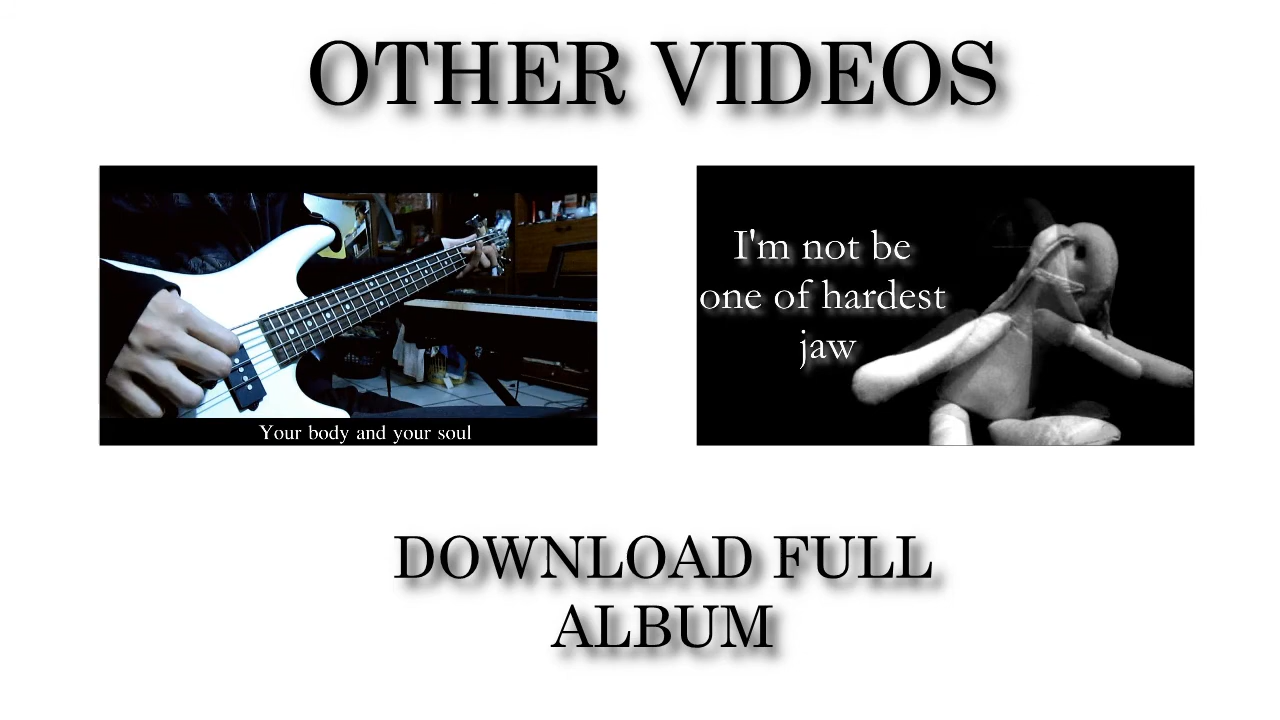 OTHER VIDEOS
Your body and your soul
I'm not be
one of hardest
jaw
DOWNLOAD FULL
ALBUM